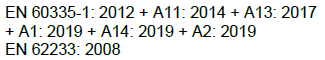 EN 60335-1: 2012 + A11: 2014 + A13: 2017
+ A1: 2019 + A14: 2019 + A2: 2019
EN 62233: 2008